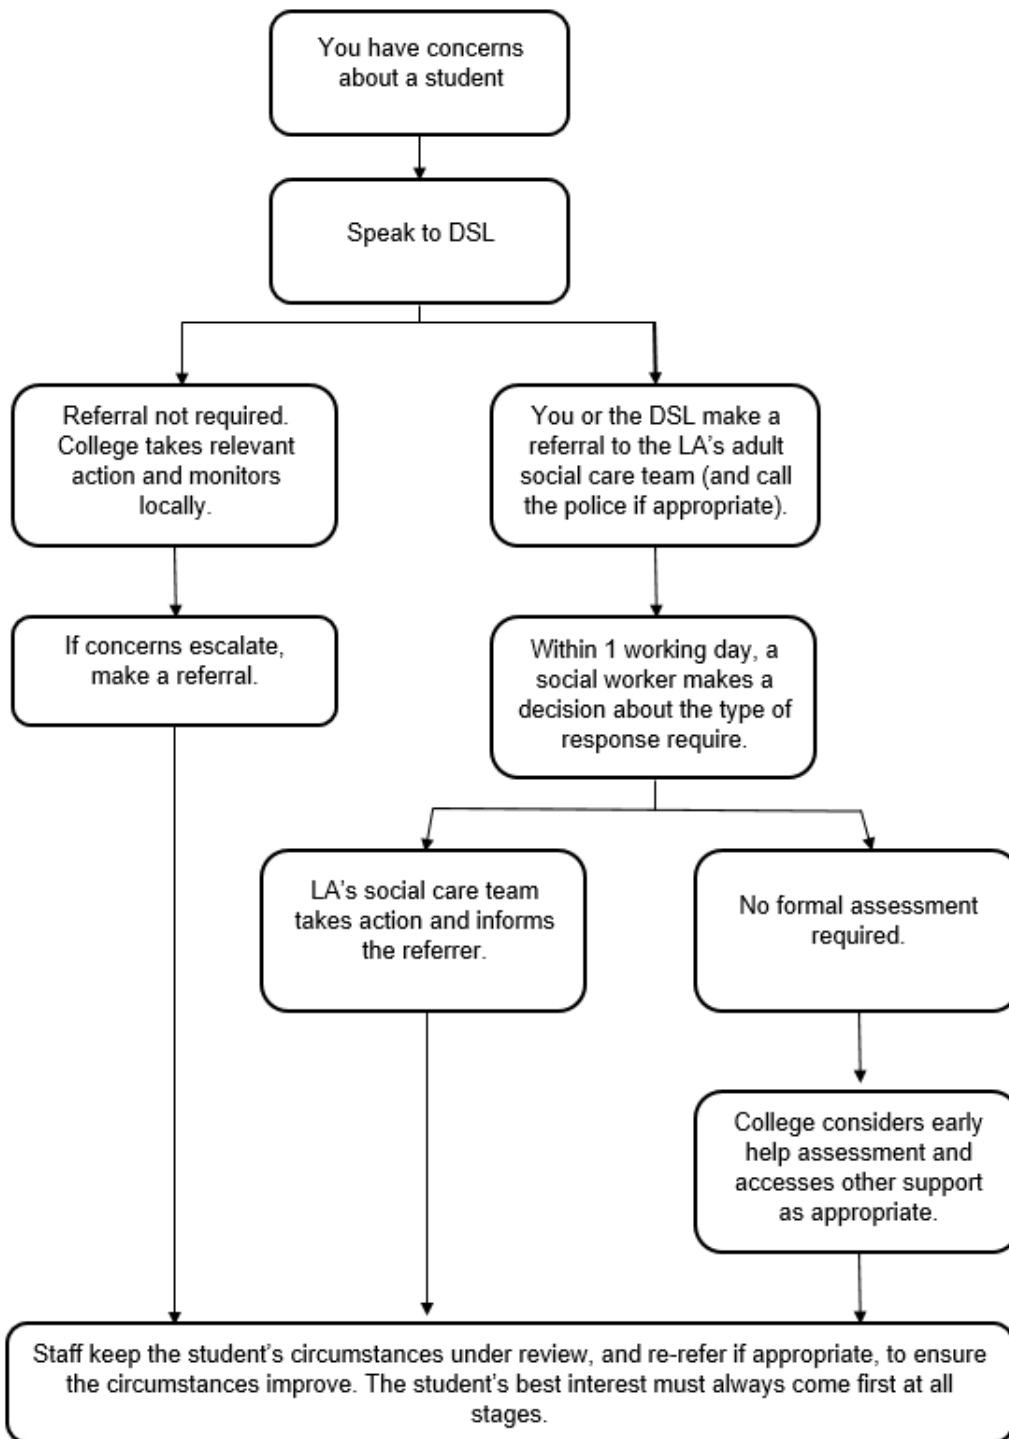 You have concerns
about a student
Speak to DSL
Referral not required.
College takes relevant
action and monitors
locally.
You or the DSL make a
referral to the LA’s adult
social care team (and call
the police if appropriate).
If concerns escalate,
make a referral.
Within 1 working day, a
social worker makes a
decision about the type of
response require.
LA’s social care team
takes action and informs
the referrer.
No formal assessment
required.
College considers early
help assessment and
accesses other support
as appropriate.
Staff keep the student’s circumstances under review, and re-refer if appropriate, to ensure
the circumstances improve. The student’s best interest must always come first at all
stages.